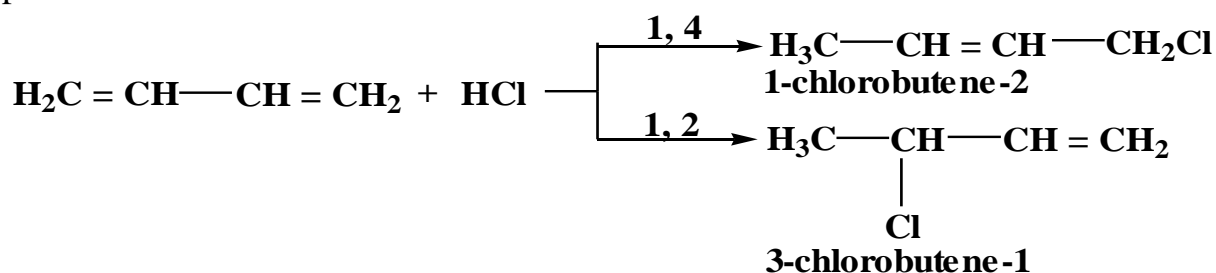 1, 4
H₃C—CH = CH—CH₂Cl
1-chlorobutene-2
H₂C = CH—CH = CH₂ + HCl
1, 2
H₃C—CH—CH = CH₂
Cl
3-chlorobutene-1